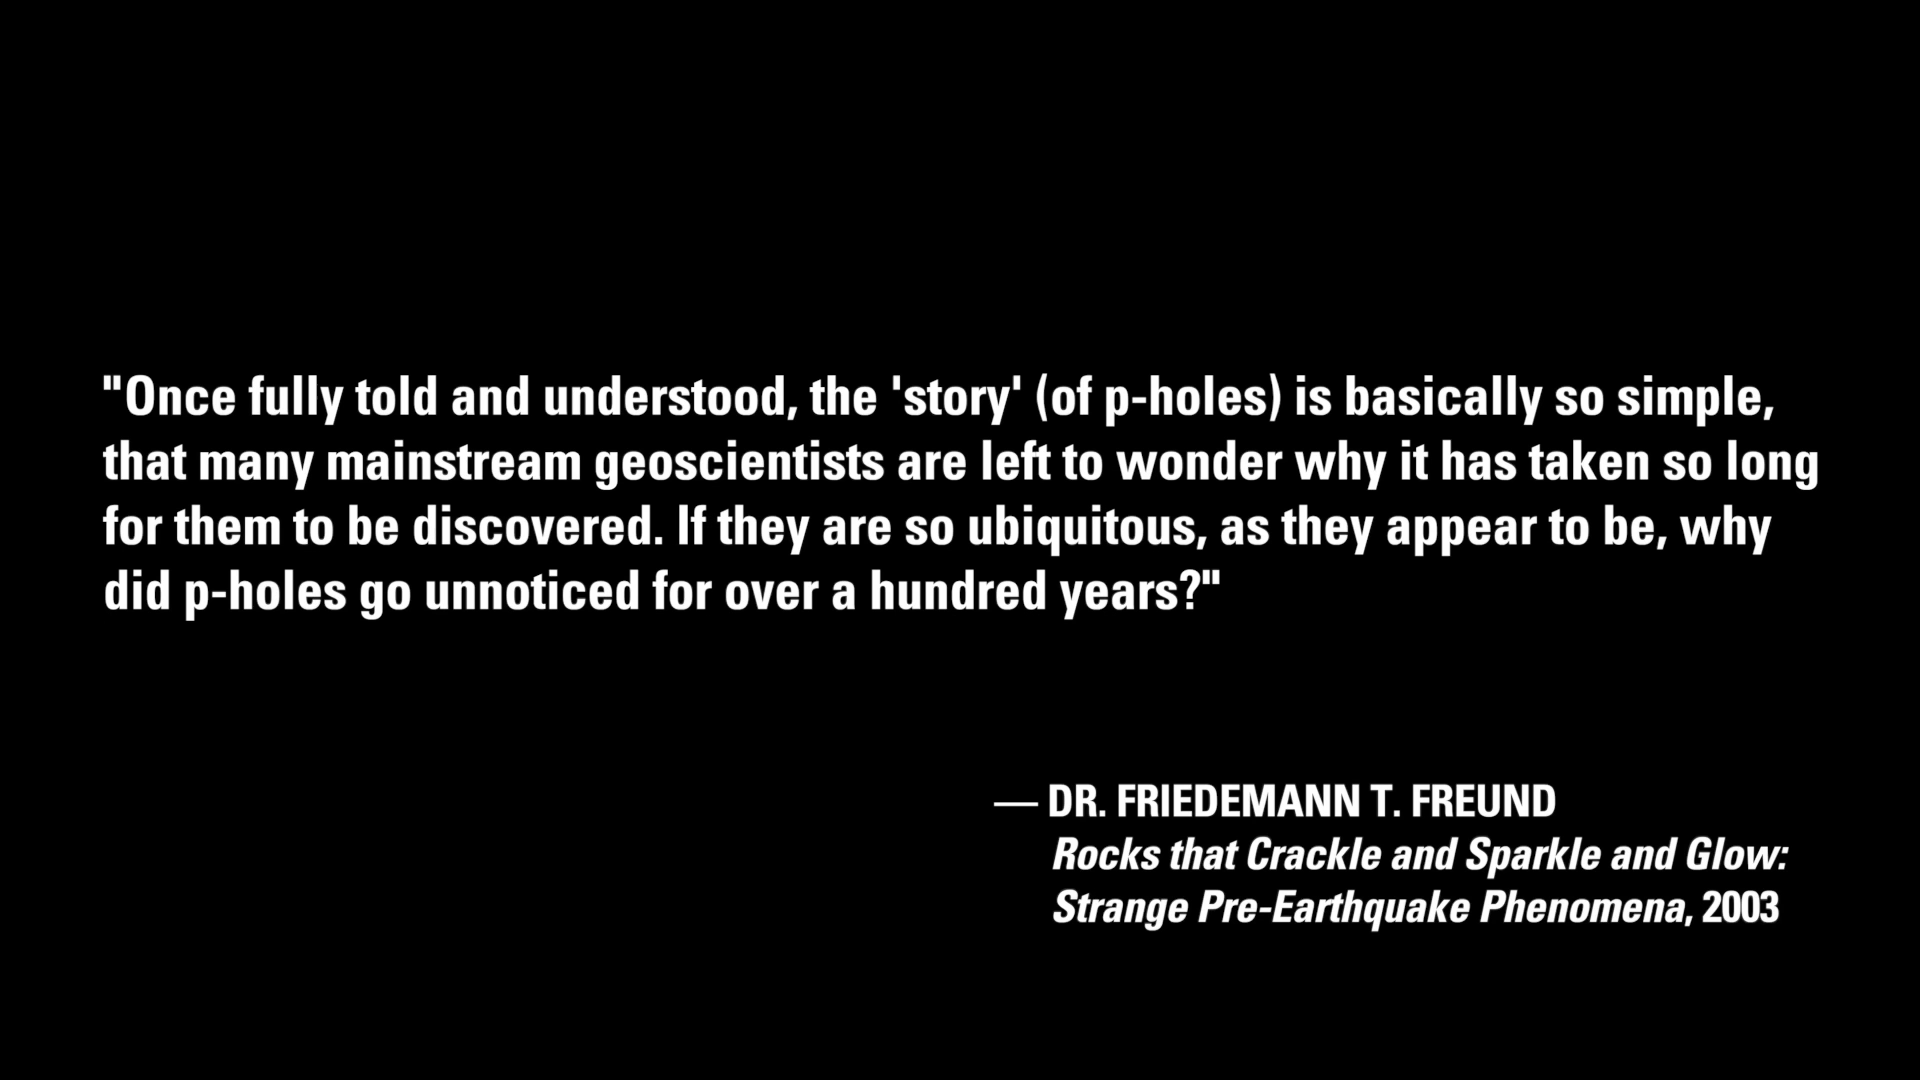 "Once fully told and understood, the 'story' (of p-holes) is basically so simple,
that many mainstream geoscientists are left to wonder why it has taken so long
for them to be discovered. If they are so ubiquitous, as they appear to be, why
did p-holes go unnoticed for over a hundred years?"
— DR. FRIEDEMANN T. FREUND
Rocks that Crackle and Sparkle and Glow:
Strange Pre-Earthquake Phenomena, 2003